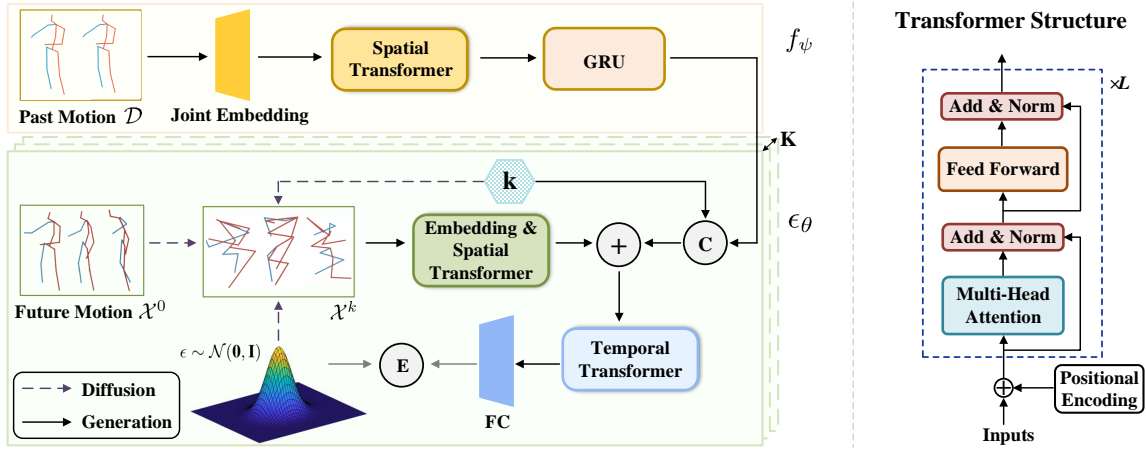 Transformer Structure
Past Motion 𝒟
Joint Embedding
Spatial
Transformer
GRU
f_ψ
K
k
Future Motion 𝒳⁰
𝒳ᵏ
Embedding &
Spatial
Transformer
+
C
ϵ_θ
ϵ ∼ 𝒩(0, I)
E
FC
Temporal
Transformer
Diffusion
Generation
×L
Add & Norm
Feed Forward
Add & Norm
Multi-Head
Attention
Positional
Encoding
Inputs